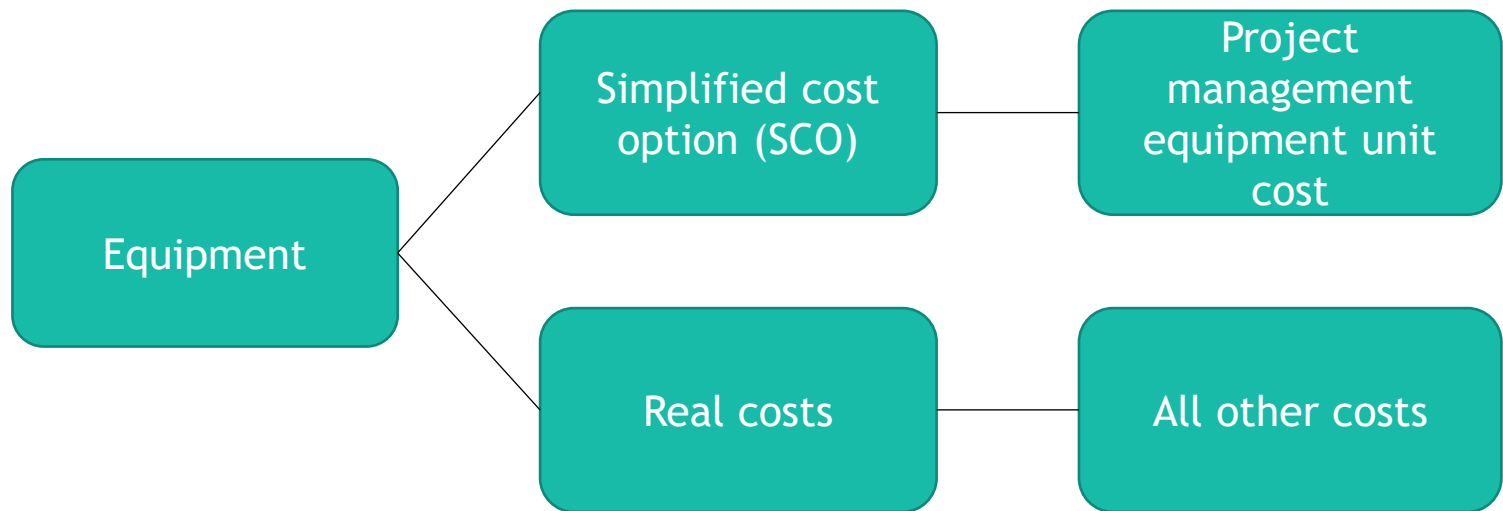 Equipment
Simplified cost
option (SCO)
Project
management
equipment unit
cost
Real costs
All other costs